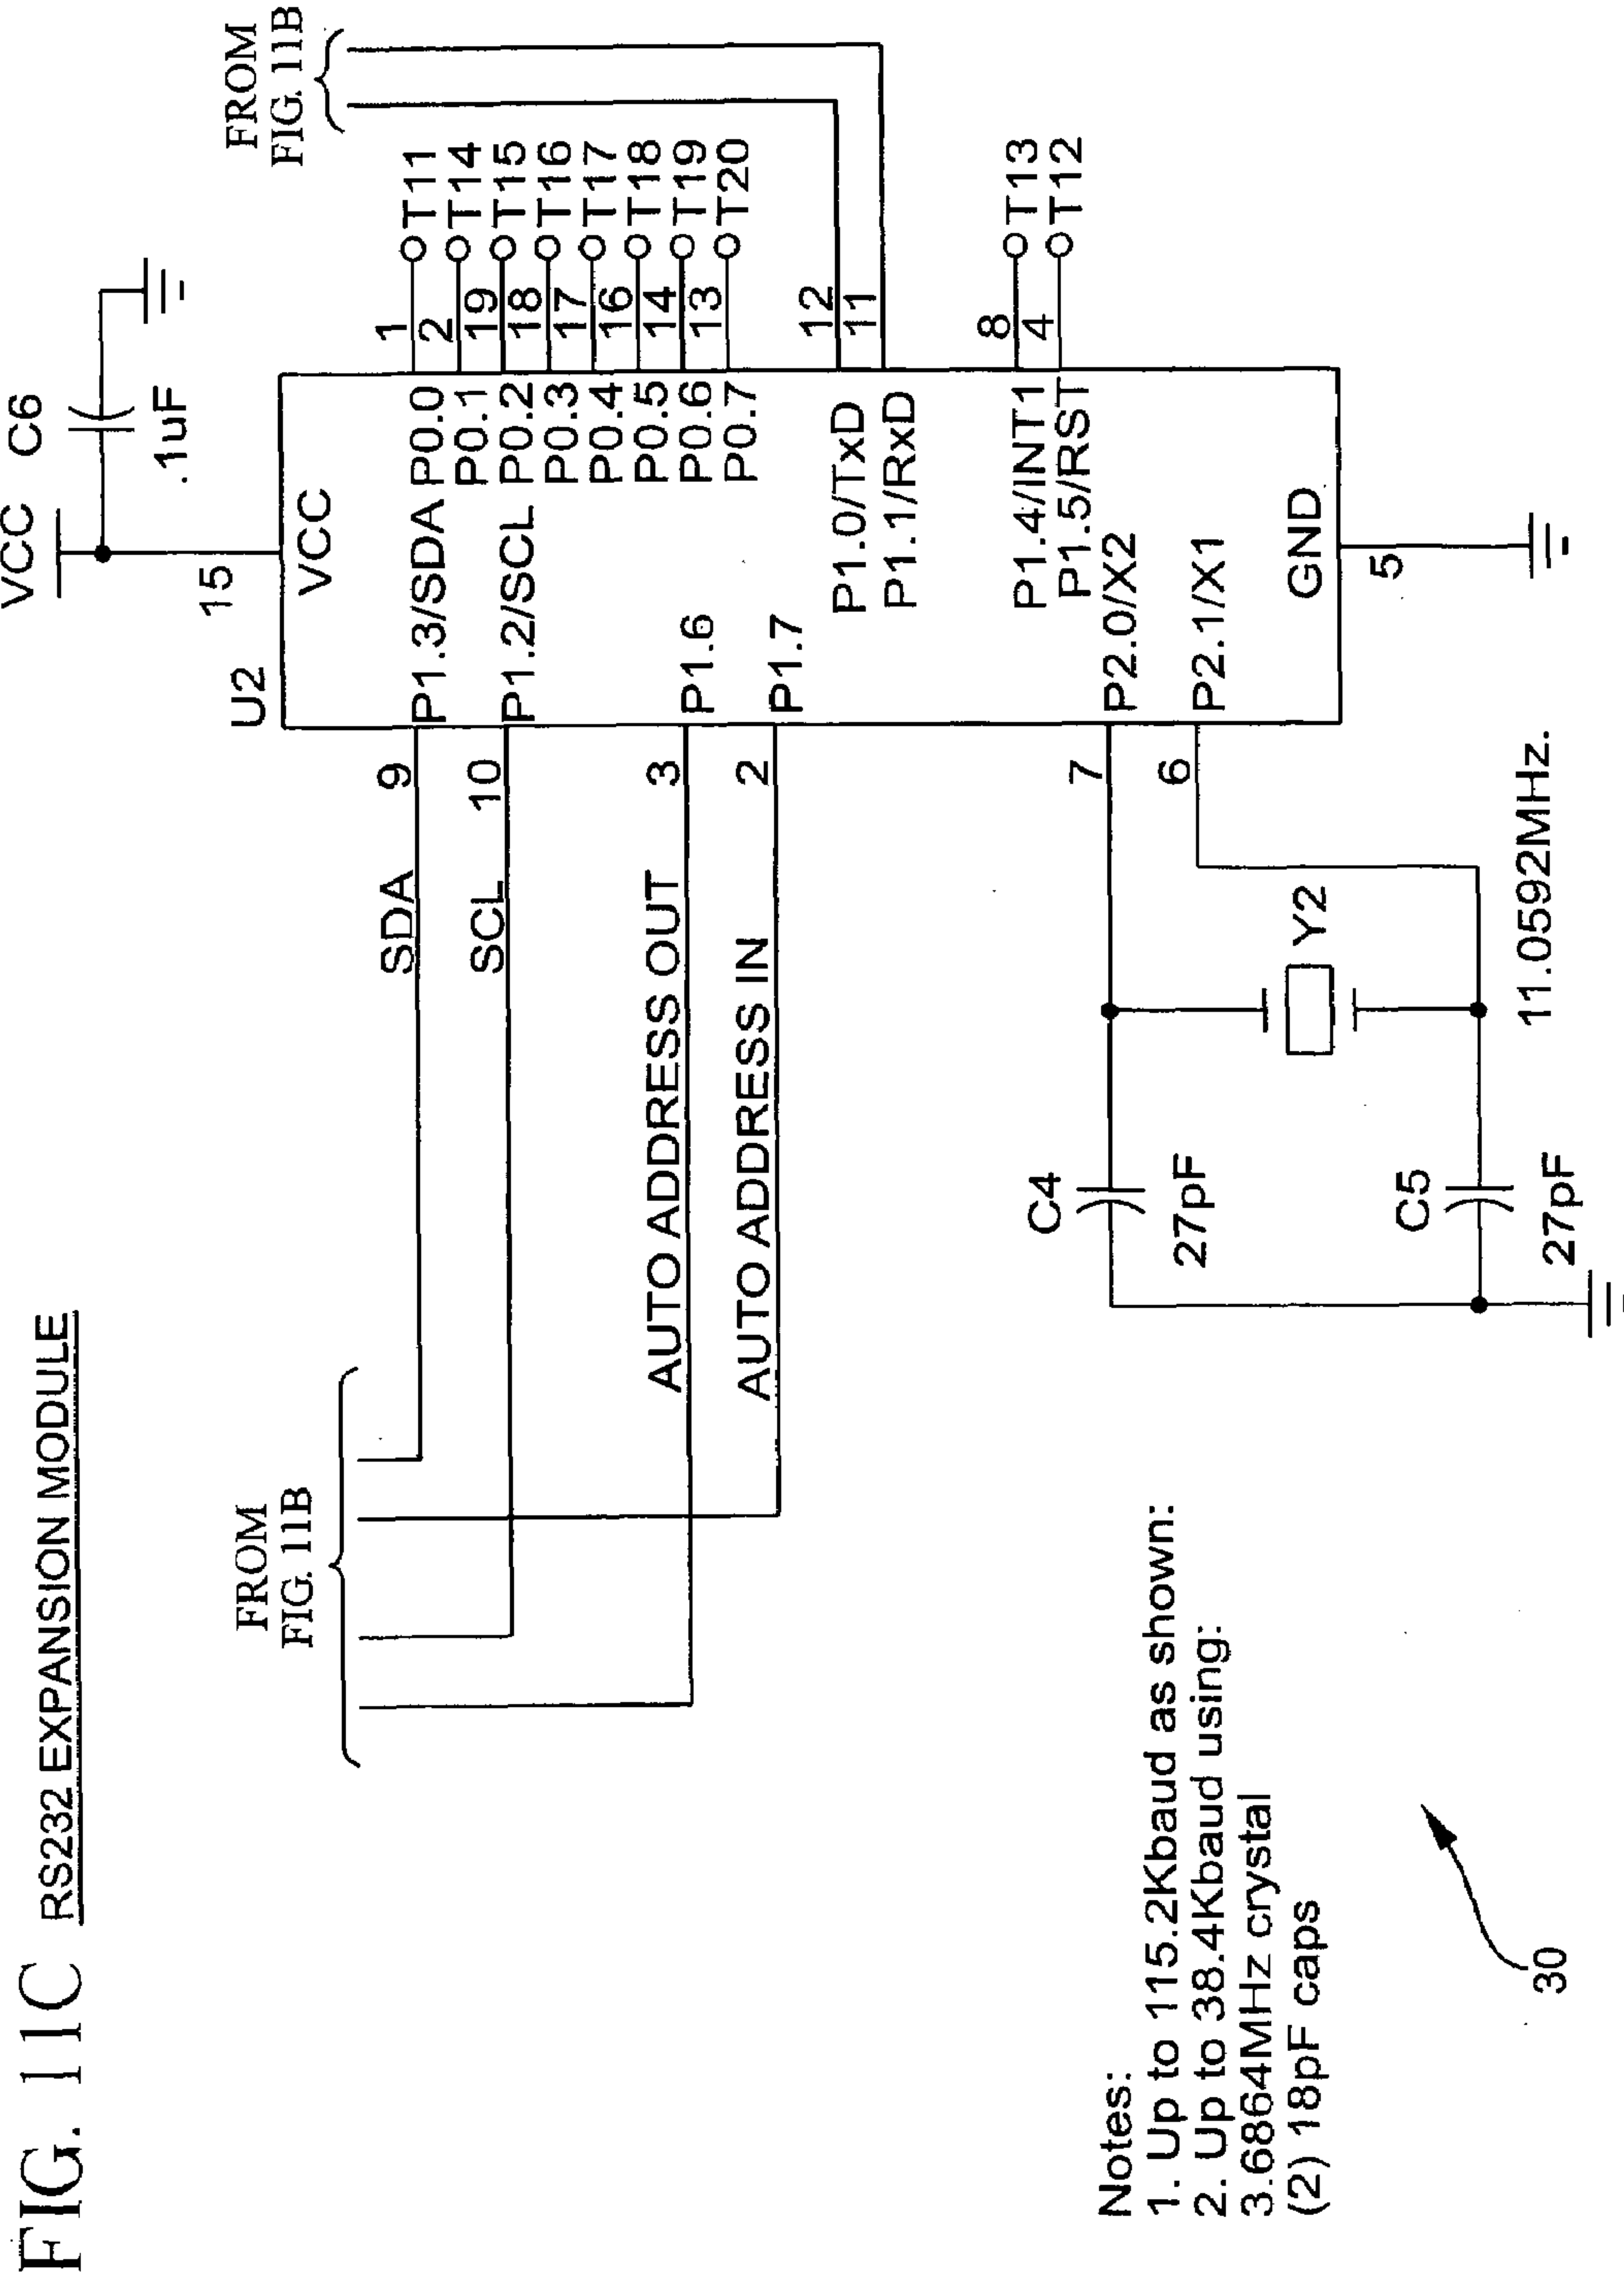 FIG. 11C RS232 EXPANSION MODULE
FROM
FIG. 11B
SDA
9
SCL
10
AUTO ADDRESS OUT
3
AUTO ADDRESS IN
2
VCC
C6
.1uF
15
U2
VCC
P1.3/SDA
P1.2/SCL
P1.6
P1.7
P0.0
P0.1
P0.2
P0.3
P0.4
P0.5
P0.6
P0.7
P1.0/TxD
P1.1/RxD
P1.4/INT1
P1.5/RST
P2.0/X2
P2.1/X1
GND
1
2
19
18
17
16
14
13
T11
T14
T15
T16
T17
T18
T19
T20
FROM
FIG. 11B
12
11
8
4
T13
T12
7
6
5
C4
27pF
Y2
C5
27pF
11.0592MHz.
Notes:
1. Up to 115.2Kbaud as shown:
2. Up to 38.4Kbaud using:
3.6864MHz crystal
(2) 18pF caps
30